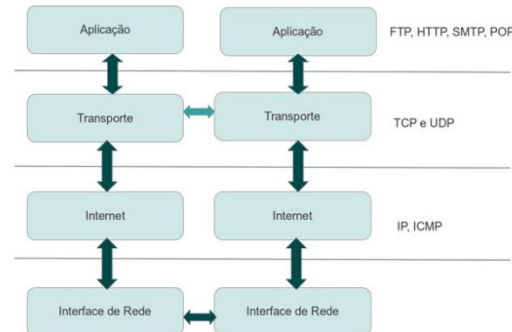 Aplicação Aplicação FTP, HTTP, SMTP, POP
Transporte Transporte TCP e UDP
Internet Internet IP, ICMP
Interface de Rede Interface de Rede